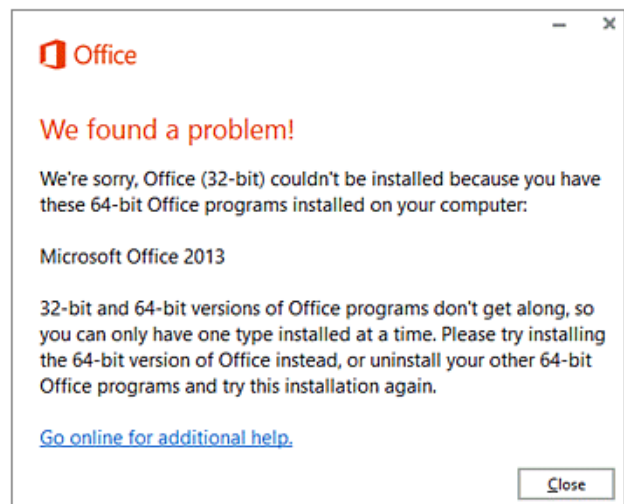 Office
We found a problem!
We're sorry, Office (32-bit) couldn't be installed because you have
these 64-bit Office programs installed on your computer:
Microsoft Office 2013
32-bit and 64-bit versions of Office programs don't get along, so
you can only have one type installed at a time. Please try installing
the 64-bit version of Office instead, or uninstall your other 64-bit
Office programs and try this installation again.
Go online for additional help.
Close